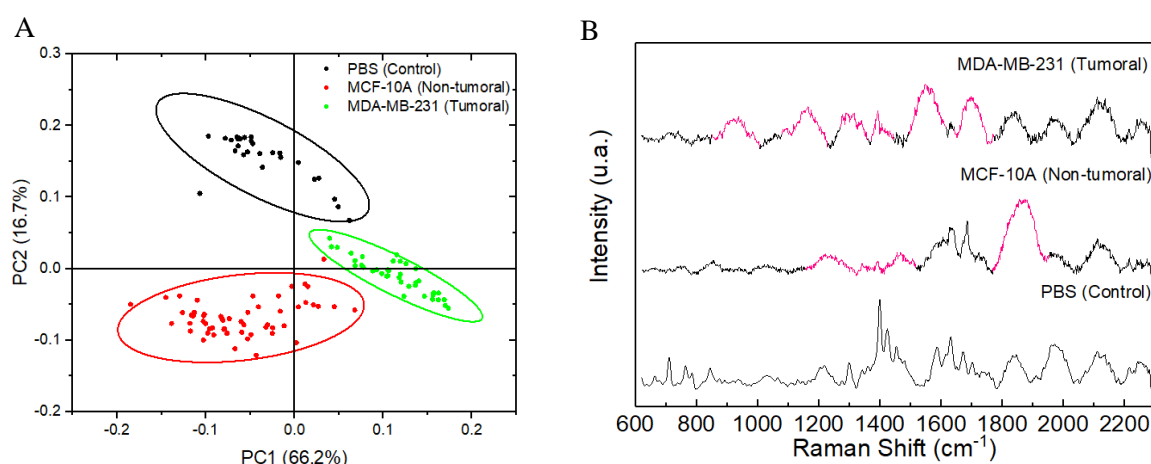 A
0.3
0.2
0.1
0.0
-0.1
-0.2
PC2 (16.7%)
PBS (Control)
MCF-10A (Non-tumoral)
MDA-MB-231 (Tumoral)
-0.2
-0.1
0.0
0.1
0.2
PC1 (66.2%)
B
Intensity (u.a.)
MDA-MB-231 (Tumoral)
MCF-10A (Non-tumoral)
PBS (Control)
600 800 1000 1200 1400 1600 1800 2000 2200
Raman Shift (cm-1)